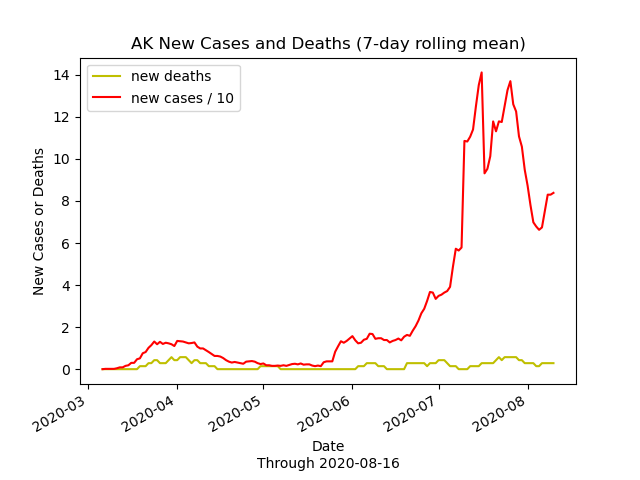 AK New Cases and Deaths (7-day rolling mean)
new deaths
new cases / 10
New Cases or Deaths
14
12
10
8
6
4
2
0
2020-03
2020-04
2020-05
2020-06
2020-07
2020-08
Date
Through 2020-08-16